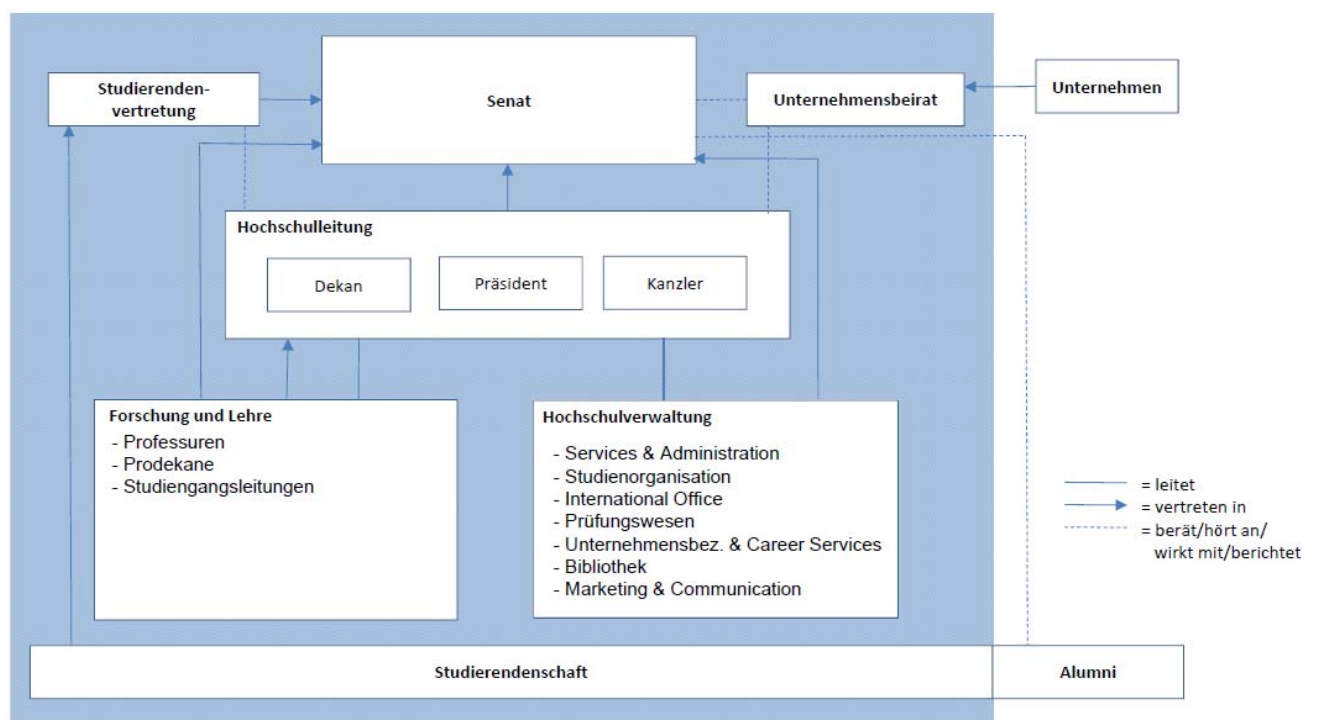 Studierenden-
vertretung
Senat
Unternehmensbeirat
Unternehmen
Hochschulleitung
Dekan
Präsident
Kanzler
Forschung und Lehre
- Professuren
- Prodekane
- Studiengangsleitungen
Hochschulverwaltung
- Services & Administration
- Studienorganisation
- International Office
- Prüfungswesen
- Unternehmensbez. & Career Services
- Bibliothek
- Marketing & Communication
= leitet
= vertreten in
= berät/hört an/
wirkt mit/berichtet
Studierendenschaft
Alumni